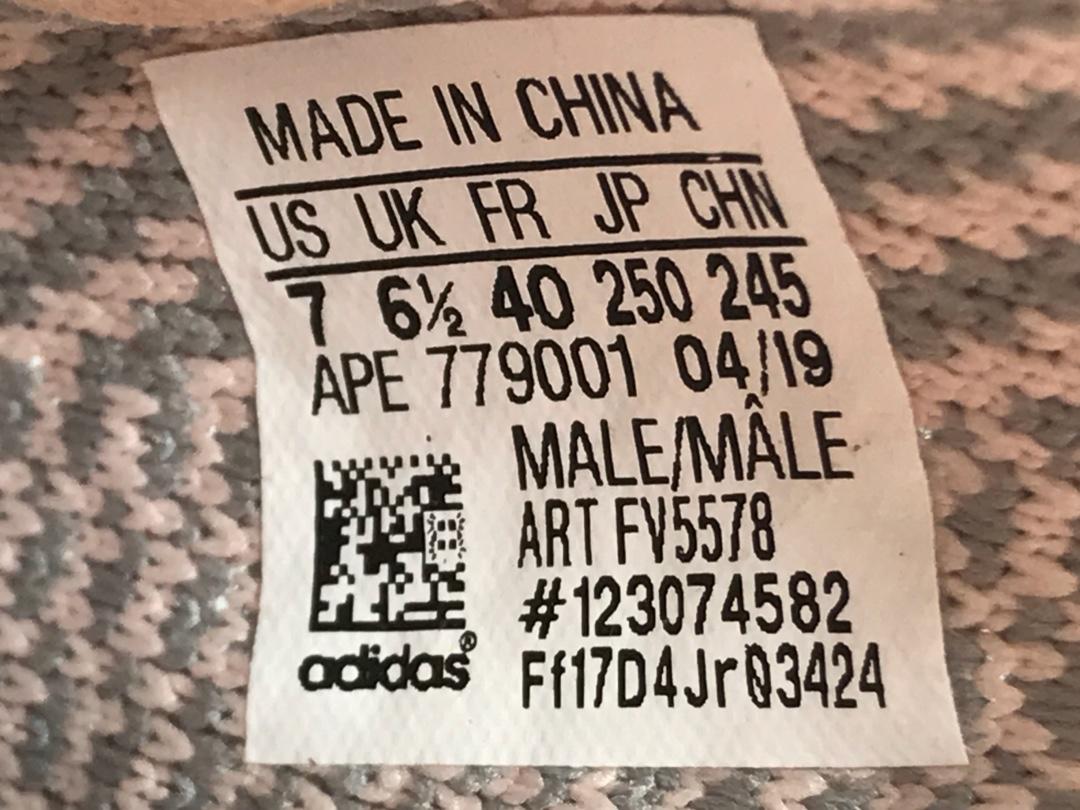 MADE IN CHINA
US UK FR JP CHN
7 6½ 40 250 245
APE 779001 04/19
MALE/MÂLE
ART FV5578
#123074582
adidas®
Ff17D4Jr03424